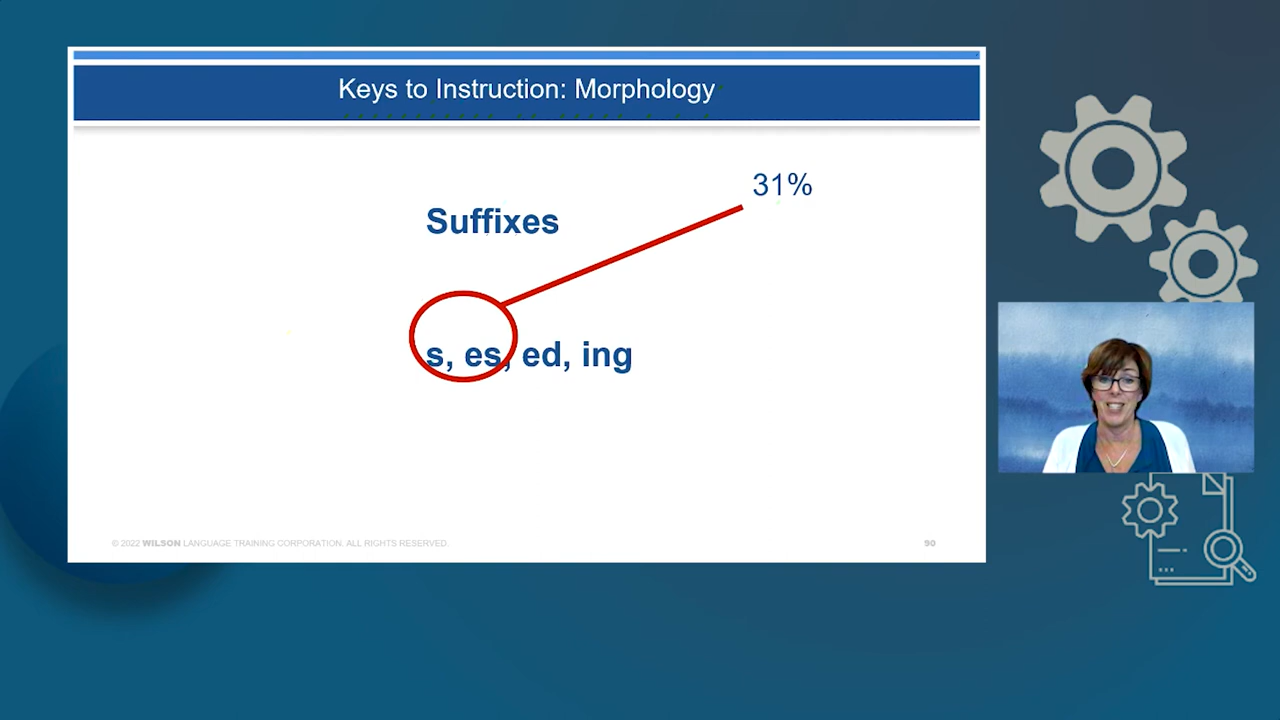 Keys to Instruction: Morphology
31%
Suffixes
s, es, ed, ing
© 2022 WILSON LANGUAGE TRAINING CORPORATION. ALL RIGHTS RESERVED.
90